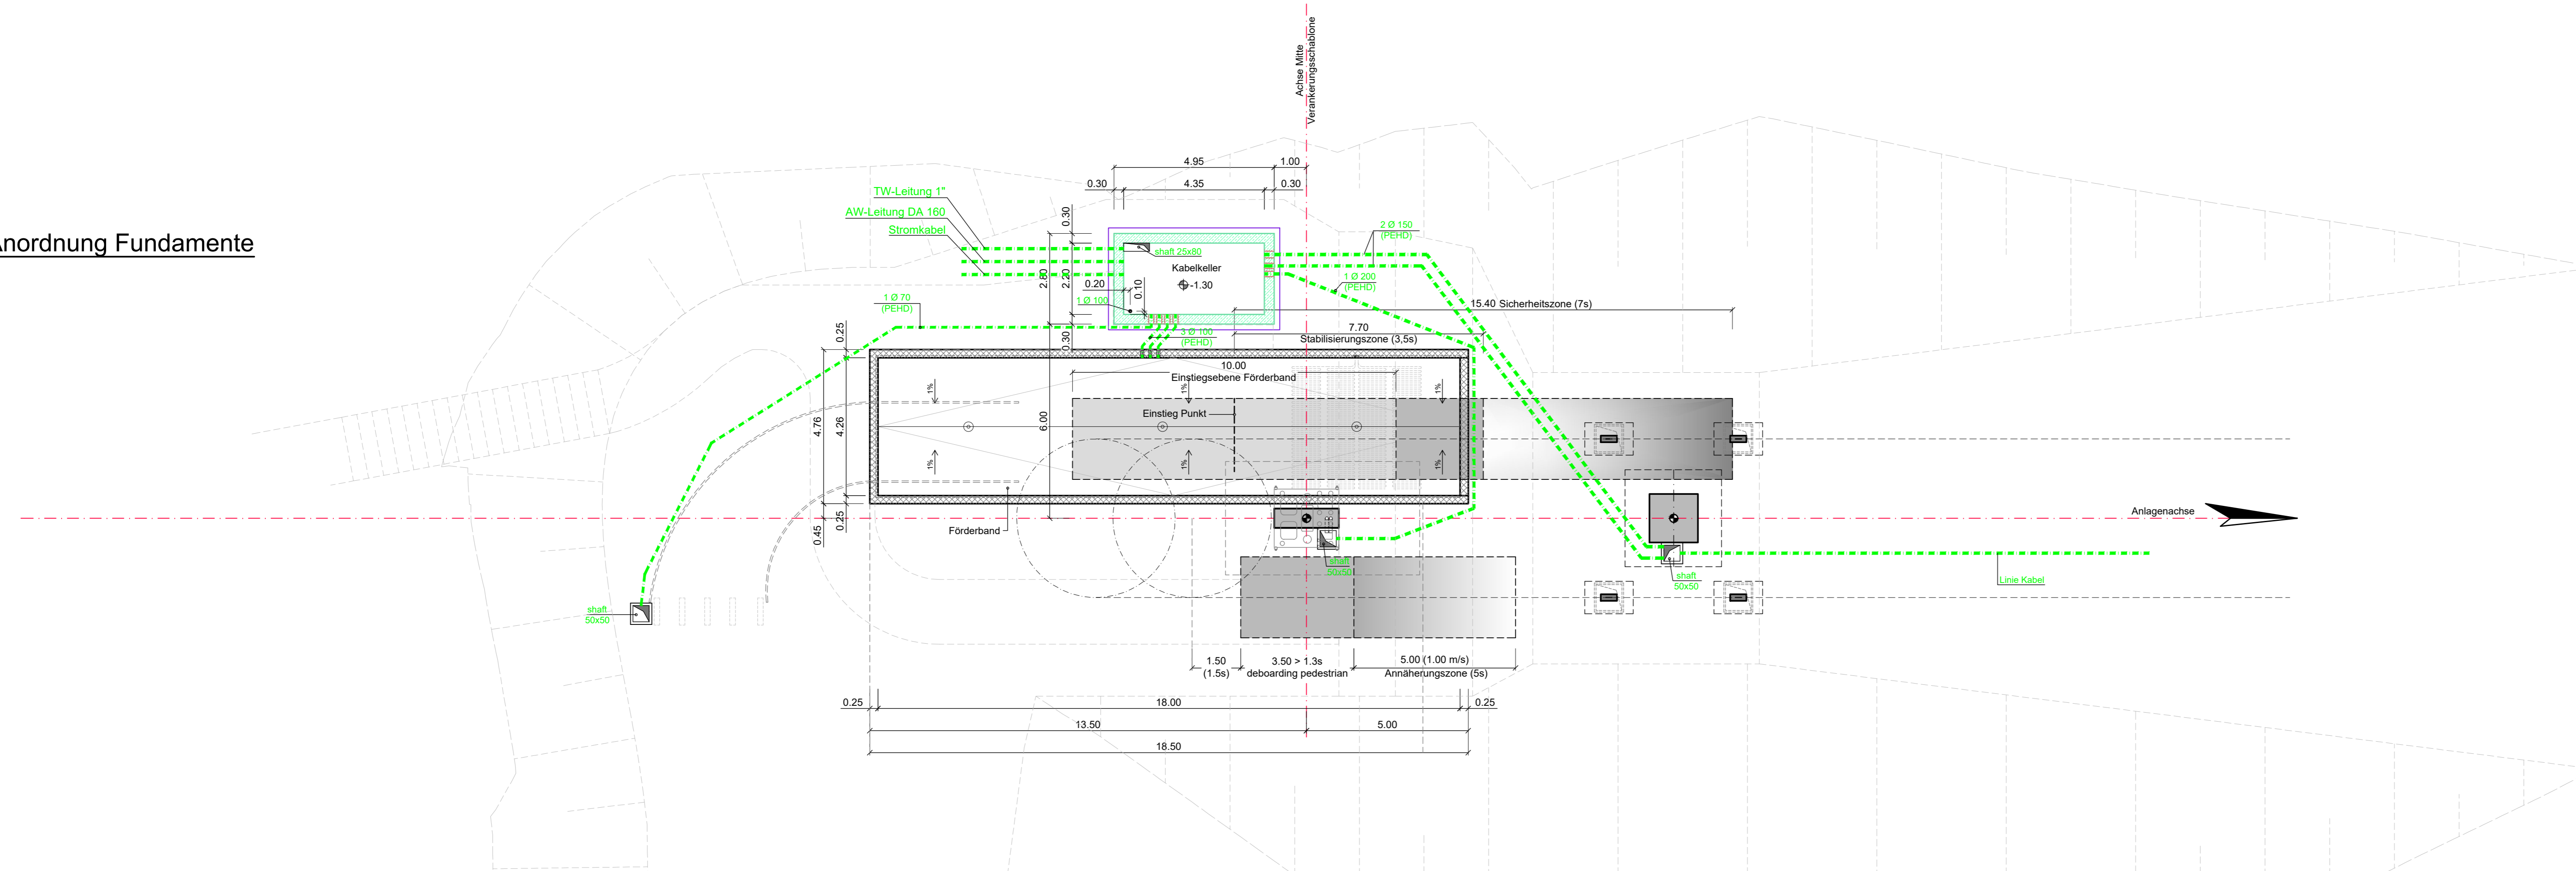 Achse Mitte
Verankerungsschablone
4.95
1.00
0.30
4.35
0.30
TW-Leitung 1"
AW-Leitung DA 160
Stromkabel
Anordnung Fundamente
0.30
2.80
2.20
0.30
shaft 25x80
Kabelkeller
-1.30
0.20
0.10
1 Ø 100
2 Ø 150
(PEHD)
1 Ø 200
(PEHD)
1 Ø 70
(PEHD)
3 Ø 100
(PEHD)
15.40 Sicherheitszone (7s)
7.70
Stabilisierungszone (3,5s)
10.00
Einstiegsebene Förderband
Einstieg Punkt
1%
1%
1%
1%
1%
1%
0.25
4.76
4.26
0.25
0.45
6.00
Förderband
Anlagenachse
shaft
50x50
shaft
50x50
shaft
50x50
Linie Kabel
1.50
(1.5s)
3.50 > 1.3s
deboarding pedestrian
5.00 (1.00 m/s)
Annäherungszone (5s)
0.25
18.00
0.25
13.50
5.00
18.50